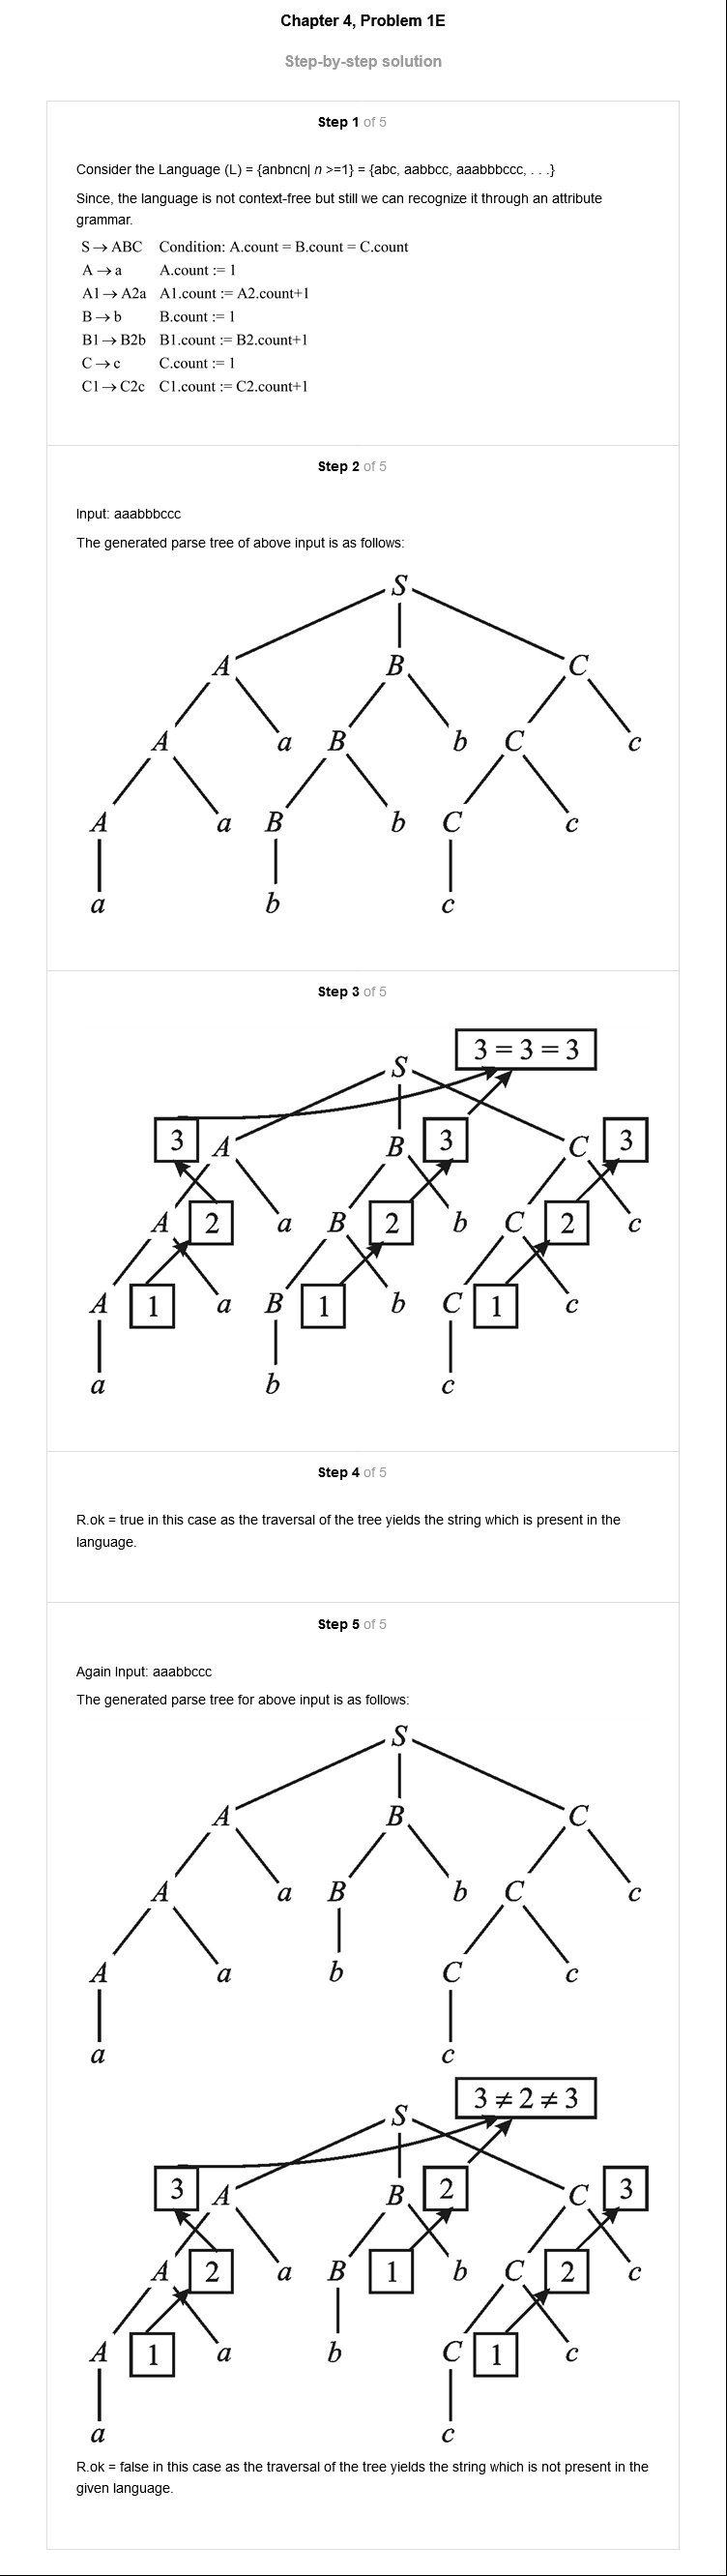 Chapter 4, Problem 1E
Step-by-step solution
Step 1 of 5
Consider the Language (L) = {anbncn| n >=1} = {abc, aabbcc, aaabbbccc, . . .}
Since, the language is not context-free but still we can recognize it through an attribute
grammar.
S → ABC Condition: A.count = B.count = C.count
A → a A.count := 1
A1 → A2a A1.count := A2.count+1
B → b B.count := 1
B1 → B2b B1.count := B2.count+1
C → c C.count := 1
C1 → C2c C1.count := C2.count+1
Step 2 of 5
Input: aaabbbccc
The generated parse tree of above input is as follows:
S
A B C
A a B b C c
A a B b C c
a b c
Step 3 of 5
3 = 3 = 3
S
3 A B 3 C 3
A 2 a B 2 b C 2 c
A 1 a B 1 b C 1 c
a b c
Step 4 of 5
R.ok = true in this case as the traversal of the tree yields the string which is present in the
language.
Step 5 of 5
Again Input: aaabbccc
The generated parse tree for above input is as follows:
S
A B C
A a B b C c
A a b C c
a c
3 ≠ 2 ≠ 3
S
3 A B 2 C 3
A 2 a B 1 b C 2 c
A 1 a b C 1 c
a c
R.ok = false in this case as the traversal of the tree yields the string which is not present in the
given language.